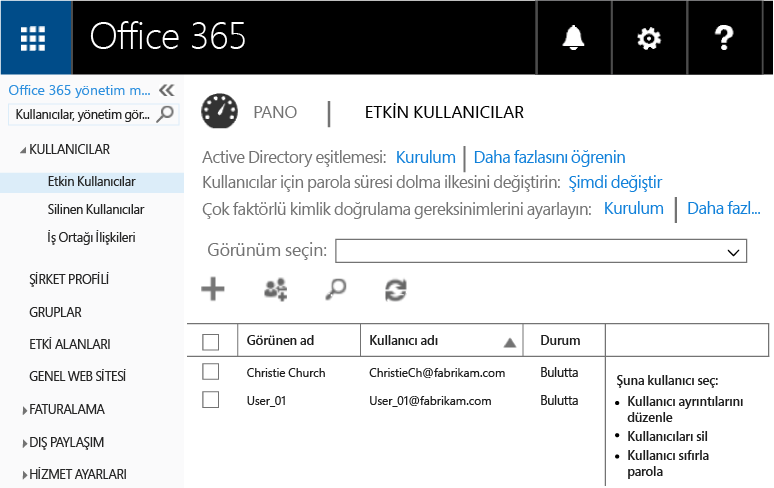 Office 365
?
Office 365 yönetim m...
Kullanıcılar, yönetim gör...
KULLANICILAR
Etkin Kullanıcılar
Silinen Kullanıcılar
İş Ortağı İlişkileri
ŞİRKET PROFİLİ
GRUPLAR
ETKİ ALANLARI
GENEL WEB SİTESİ
FATURALAMA
DIŞ PAYLAŞIM
HİZMET AYARLARI
PANO | ETKİN KULLANICILAR
Active Directory eşitlemesi: Kurulum | Daha fazlasını öğrenin
Kullanıcılar için parola süresi dolma ilkesini değiştirin: Şimdi değiştir
Çok faktörlü kimlik doğrulama gereksinimlerini ayarlayın: Kurulum | Daha fazl...
Görünüm seçin:
Görünen ad Kullanıcı adı Durum
Christie Church ChristieCh@fabrikam.com Bulutta
User_01 User_01@fabrikam.com Bulutta
Şuna kullanıcı seç:
• Kullanıcı ayrıntılarını
düzenle
• Kullanıcıları sil
• Kullanıcı sıfırla
parola